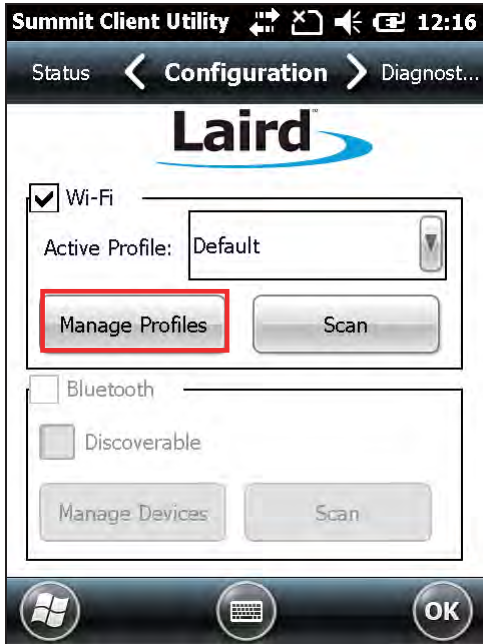 Summit Client Utility 12:16
Status Configuration Diagnost...
Laird™
Wi-Fi
Active Profile: Default
Manage Profiles Scan
Bluetooth
Discoverable
Manage Devices Scan
OK